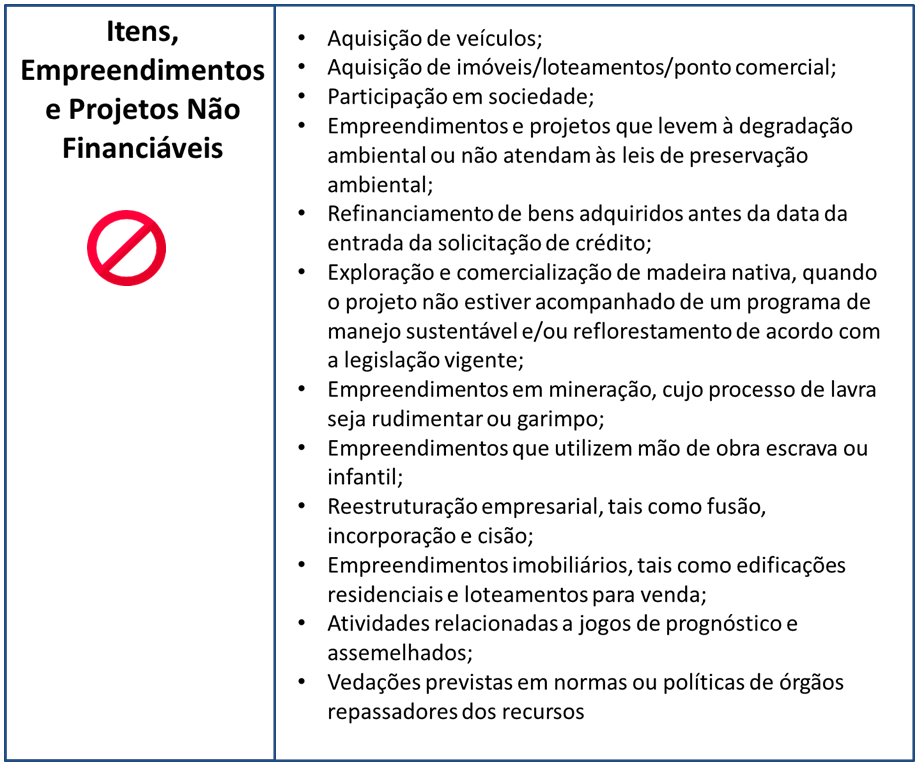 Itens,
Empreendimentos
e Projetos Não
Financiáveis
• Aquisição de veículos;
• Aquisição de imóveis/loteamentos/ponto comercial;
• Participação em sociedade;
• Empreendimentos e projetos que levem à degradação
ambiental ou não atendam às leis de preservação
ambiental;
• Refinanciamento de bens adquiridos antes da data da
entrada da solicitação de crédito;
• Exploração e comercialização de madeira nativa, quando
o projeto não estiver acompanhado de um programa de
manejo sustentável e/ou reflorestamento de acordo com
a legislação vigente;
• Empreendimentos em mineração, cujo processo de lavra
seja rudimentar ou garimpo;
• Empreendimentos que utilizem mão de obra escrava ou
infantil;
• Reestruturação empresarial, tais como fusão,
incorporação e cisão;
• Empreendimentos imobiliários, tais como edificações
residenciais e loteamentos para venda;
• Atividades relacionadas a jogos de prognóstico e
assemelhados;
• Vedações previstas em normas ou políticas de órgãos
repassadores dos recursos